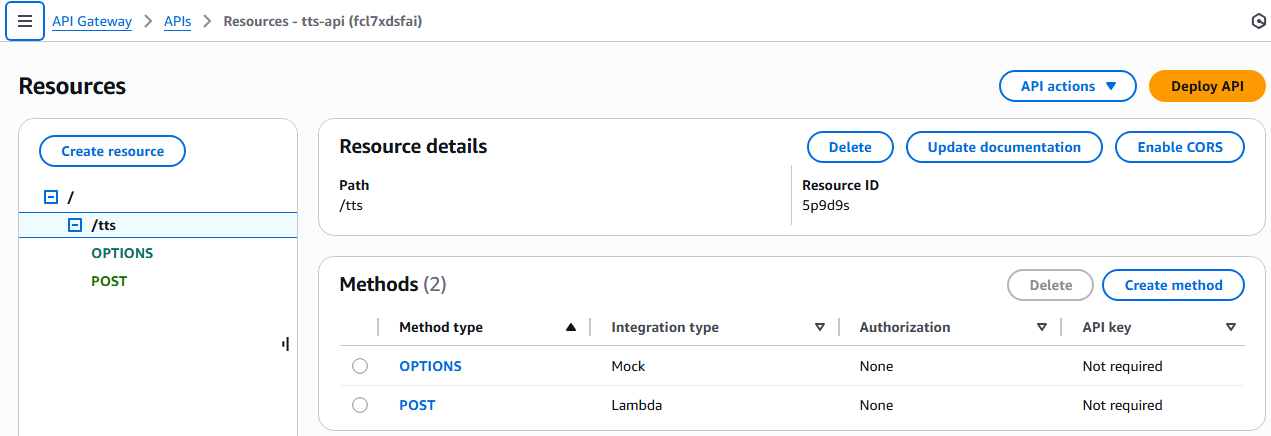 API Gateway > APIs > Resources - tts-api (fcl7xdsfai)
Resources
API actions Deploy API
Create resource
/
/tts
OPTIONS
POST
Resource details
Delete Update documentation Enable CORS
Path Resource ID
/tts 5p9d9s
Methods (2)
Delete Create method
Method type Integration type Authorization API key
OPTIONS Mock None Not required
POST Lambda None Not required